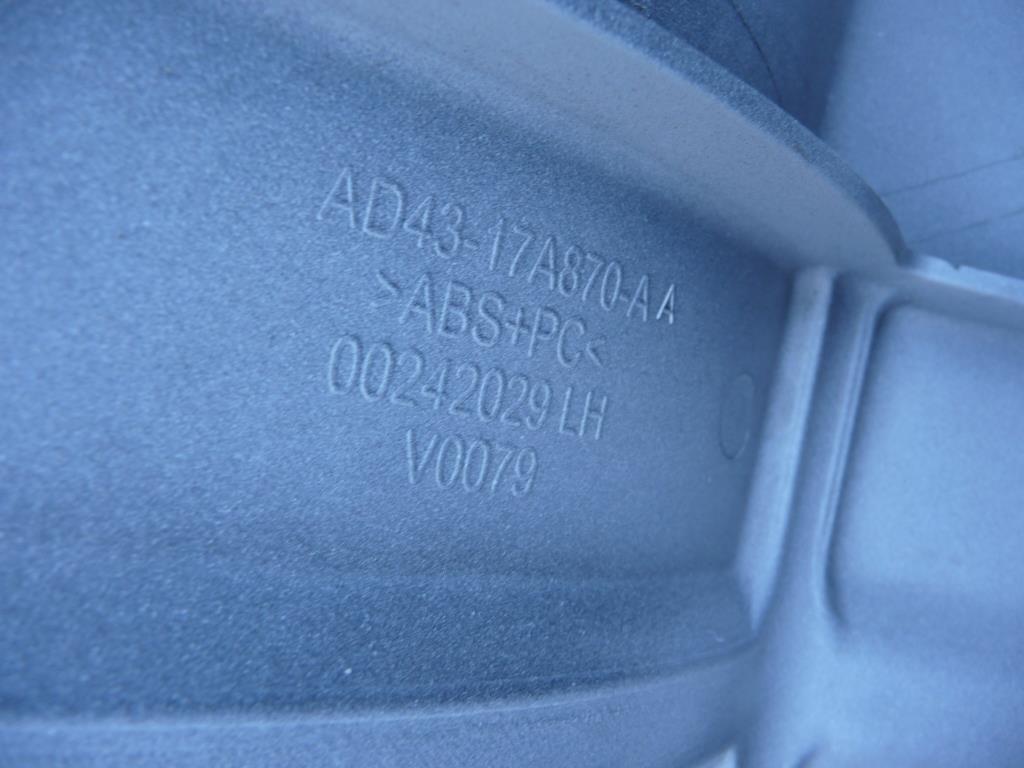 AD43-17A870-AA
>ABS+PC<
00242029 LH
V0079